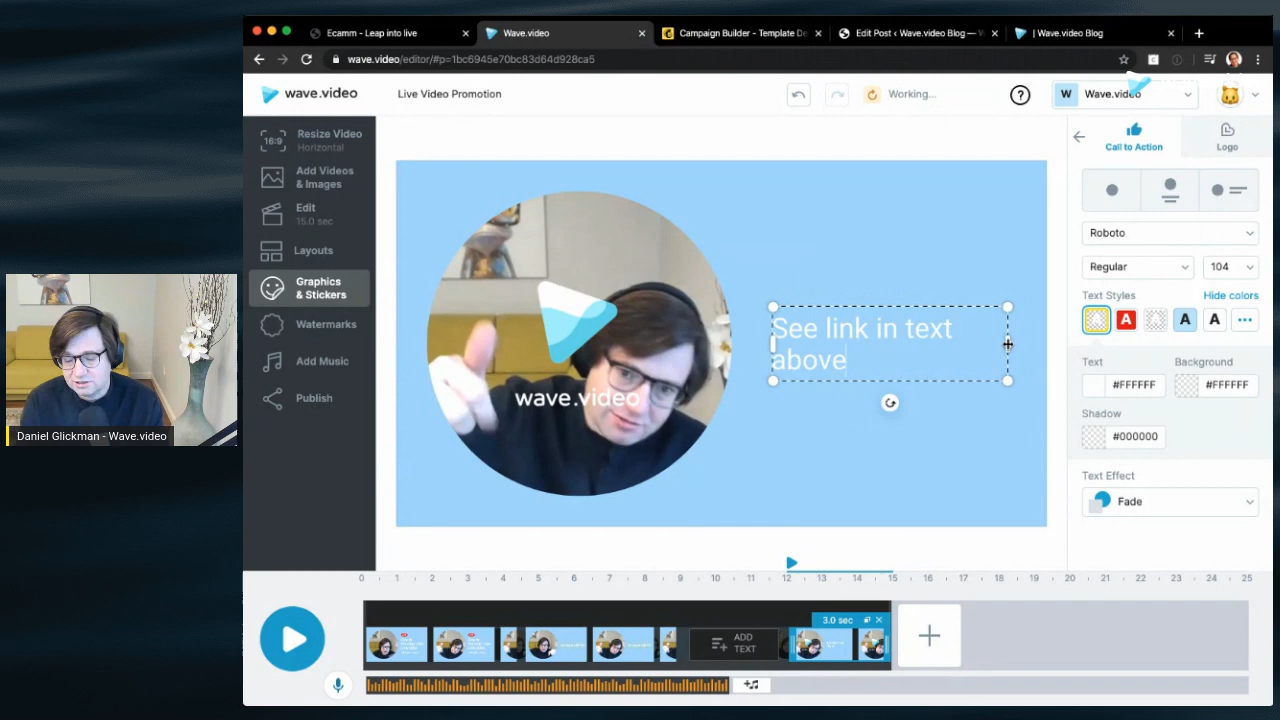 Ecamm - Leap into live
Wave.video
Campaign Builder - Template De
Edit Post ‹ Wave.video Blog —
| Wave.video Blog
wave.video/editor/#p=1bc6945e70bc83d64d928ca5
wave.video
Live Video Promotion
Working...
?
W
Wave.video
16:9
Resize Video
Horizontal
Add Videos
& Images
Edit
15.0 sec
Layouts
Graphics
& Stickers
Watermarks
Add Music
Publish
wave.video
See link in text
above
Call to Action
Logo
Roboto
Regular
104
Text Styles
Hide colors
A
A
A
A
A
Text
Background
#FFFFFF
#FFFFFF
Shadow
#000000
Text Effect
Fade
Daniel Glickman - Wave.video
0 1 2 3 4 5 6 7 8 9 10 11 12 13 14 15 16 17 18 19 20 21 22 23 24 25
3.0 sec
ADD
TEXT